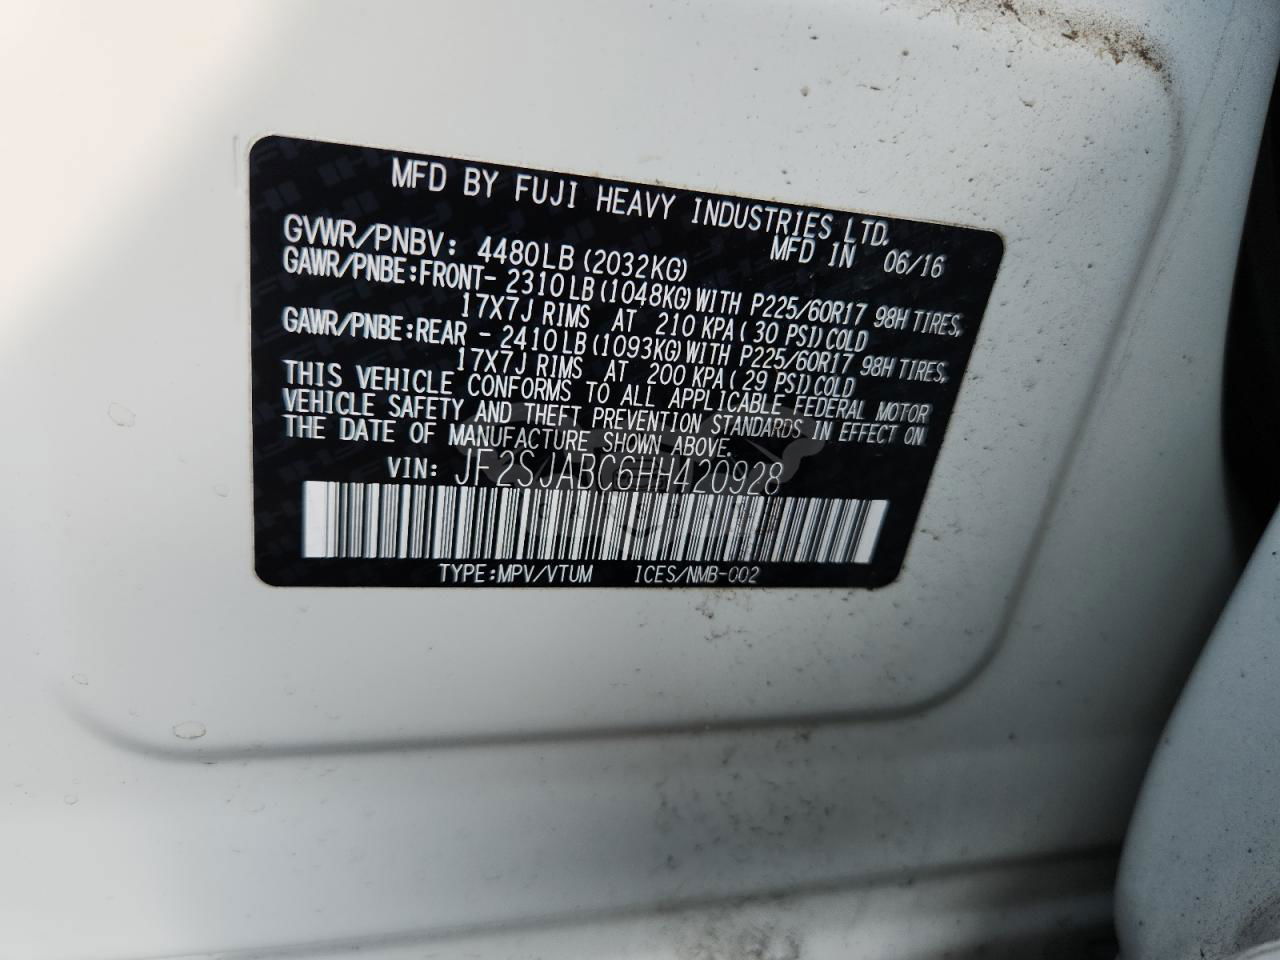 MFD BY FUJI HEAVY INDUSTRIES LTD.
MFD IN 06/16
GVWR/PNBV: 4480LB (2032KG)
GAWR/PNBE:FRONT- 2310LB (1048KG) WITH P225/60R17 98H TIRES,
17X7J RIMS AT 210 KPA ( 30 PSI) COLD
GAWR/PNBE:REAR - 2410LB (1093KG) WITH P225/60R17 98H TIRES,
17X7J RIMS AT 200 KPA ( 29 PSI) COLD
THIS VEHICLE CONFORMS TO ALL APPLICABLE FEDERAL MOTOR
VEHICLE SAFETY AND THEFT PREVENTION STANDARDS IN EFFECT ON
THE DATE OF MANUFACTURE SHOWN ABOVE.
VIN: JF2SJABC6HH420928
TYPE:MPV/VTUM ICES/NMB-002